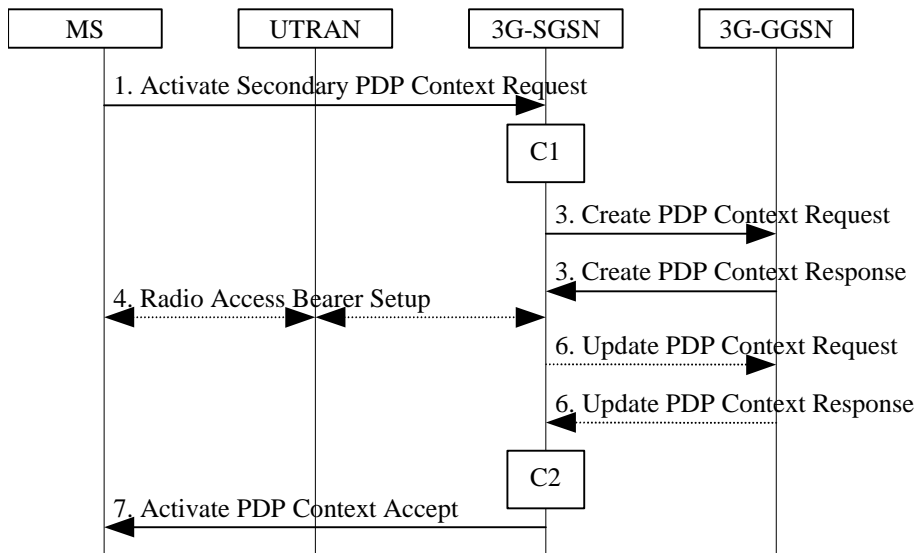 MS UTRAN 3G-SGSN 3G-GGSN
1. Activate Secondary PDP Context Request
C1
3. Create PDP Context Request
3. Create PDP Context Response
4. Radio Access Bearer Setup
6. Update PDP Context Request
6. Update PDP Context Response
C2
7. Activate PDP Context Accept